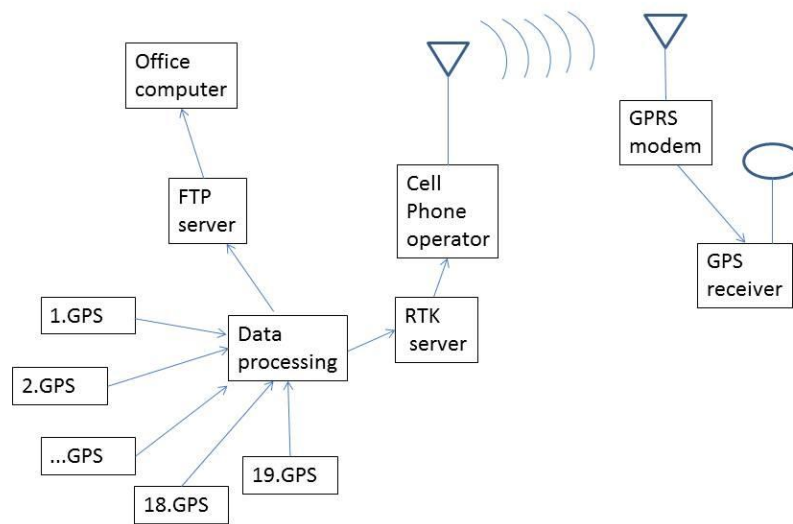 Office
computer
GPRS
modem
Cell
Phone
operator
FTP
server
GPS
receiver
1.GPS
Data
processing
RTK
server
2.GPS
...GPS
18.GPS
19.GPS